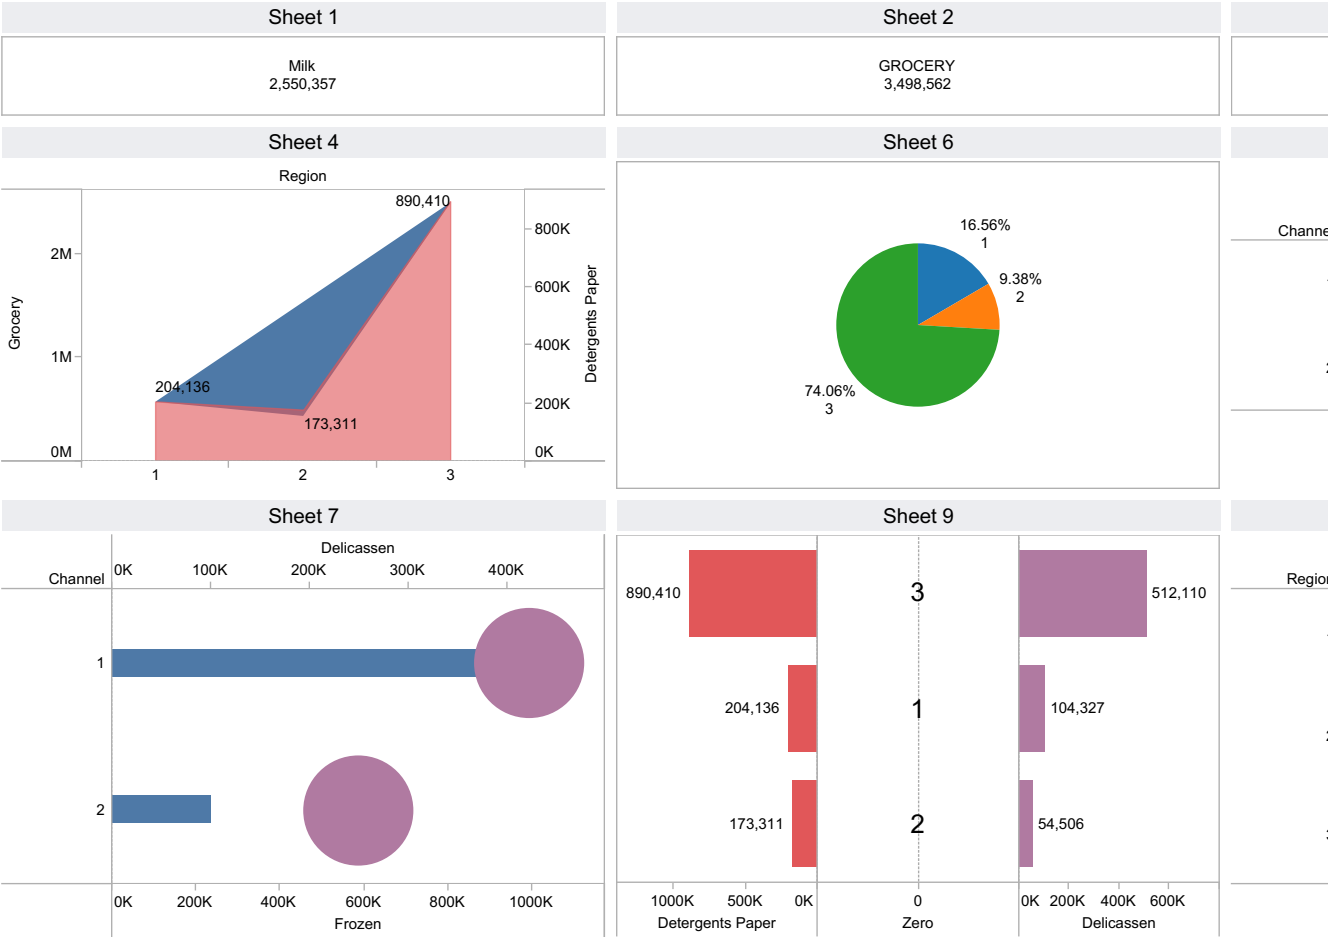 Sheet 1
Milk
2,550,357
Sheet 2
GROCERY
3,498,562
Sheet 4
Region
890,410
204,136
173,311
2M
1M
0M
Grocery
800K
600K
400K
200K
0K
Detergents Paper
1 2 3
Sheet 6
16.56%
1
9.38%
2
74.06%
3
Channe
Sheet 7
Delicassen
Channel
0K 100K 200K 300K 400K
1
2
0K 200K 400K 600K 800K 1000K
Frozen
Sheet 9
890,410 3 512,110
204,136 1 104,327
173,311 2 54,506
1000K 500K 0K 0 0K 200K 400K 600K
Detergents Paper Zero Delicassen
Region